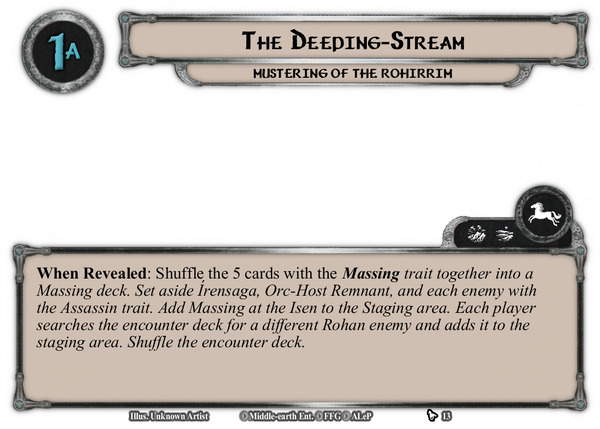 1A
The Deeping-Stream
Mustering of the Rohirrim
When Revealed: Shuffle the 5 cards with the Massing trait together into a
Massing deck. Set aside Írensaga, Orc-Host Remnant, and each enemy with
the Assassin trait. Add Massing at the Isen to the Staging area. Each player
searches the encounter deck for a different Rohan enemy and adds it to the
staging area. Shuffle the encounter deck.
Illus. Unknown Artist © Middle-earth Ent. © FFG © ALeP 13